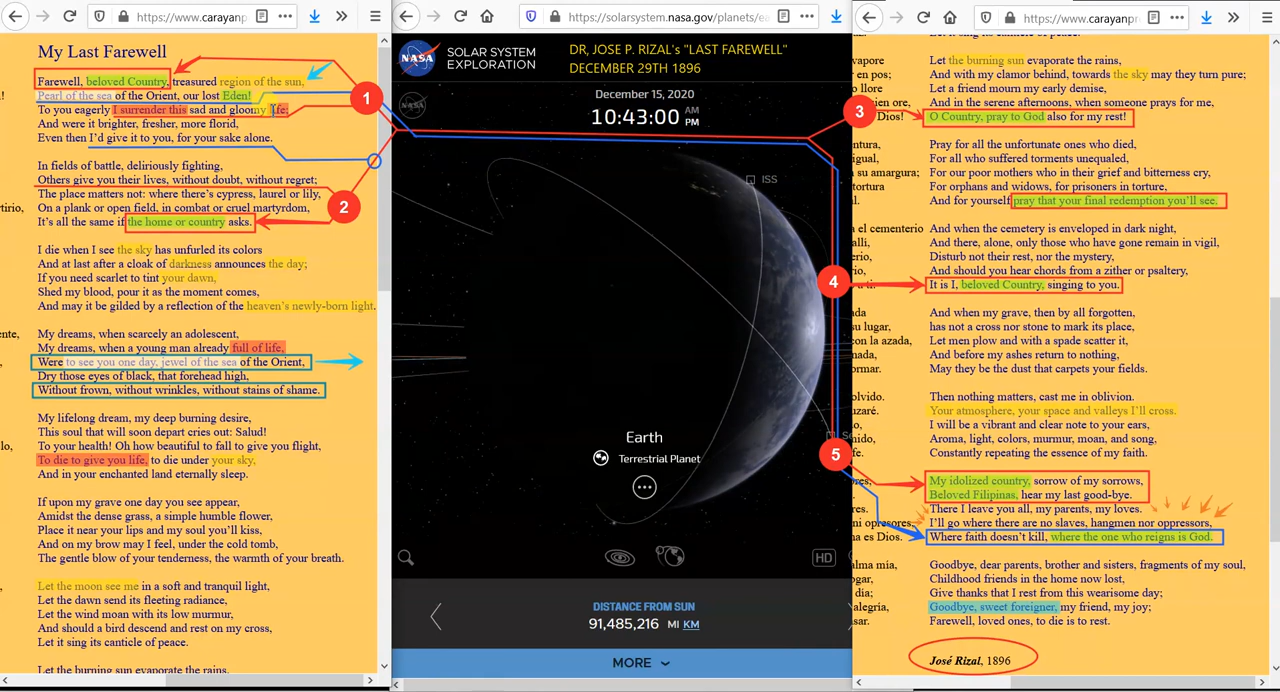 https://www.carayan
My Last Farewell
Farewell, beloved Country, treasured region of the sun,
Pearl of the sea of the Orient, our lost Eden!
To you eagerly I surrender this sad and gloomy life;
And were it brighter, fresher, more florid,
Even then I'd give it to you, for your sake alone.
In fields of battle, deliriously fighting,
Others give you their lives, without doubt, without regret;
The place matters not: where there's cypress, laurel or lily,
On a plank or open field, in combat or cruel martyrdom,
It's all the same if the home or country asks.
I die when I see the sky has unfurled its colors
And at last after a cloak of darkness announces the day;
If you need scarlet to tint your dawn,
Shed my blood, pour it as the moment comes,
And may it be gilded by a reflection of the heaven's newly-born light.
My dreams, when scarcely an adolescent,
My dreams, when a young man already full of life,
Were to see you one day, jewel of the sea of the Orient,
Dry those eyes of black, that forehead high,
Without frown, without wrinkles, without stains of shame.
My lifelong dream, my deep burning desire,
This soul that will soon depart cries out: Salud!
To your health! Oh how beautiful to fall to give you flight,
To die to give you life, to die under your sky,
And in your enchanted land eternally sleep.
If upon my grave one day you see appear,
Amidst the dense grass, a simple humble flower,
Place it near your lips and my soul you'll kiss,
And on my brow may I feel, under the cold tomb,
The gentle blow of your tenderness, the warmth of your breath.
Let the moon see me in a soft and tranquil light,
Let the dawn send its fleeting radiance,
Let the wind moan with its low murmur,
And should a bird descend and rest on my cross,
Let it sing its canticle of peace.
Let the burning sun evaporate the rains,
1
2
https://solarsystem.nasa.gov/planets/ea
NASA
SOLAR SYSTEM
EXPLORATION
DR, JOSE P. RIZAL's "LAST FAREWELL"
DECEMBER 29TH 1896
December 15, 2020
10:43:00 AM
PM
ISS
Earth
Terrestrial Planet
HD
DISTANCE FROM SUN
91,485,216 MI KM
MORE
3
4
5
https://www.carayanpr
Let it sing its canticle of peace.
Let the burning sun evaporate the rains,
And with my clamor behind, towards the sky may they turn pure;
Let a friend mourn my early demise,
And in the serene afternoons, when someone prays for me,
O Country, pray to God also for my rest!
Pray for all the unfortunate ones who died,
For all who suffered torments unequaled,
For our poor mothers who in their grief and bitterness cry,
For orphans and widows, for prisoners in torture,
And for yourself pray that your final redemption you'll see.
And when the cemetery is enveloped in dark night,
And there, alone, only those who have gone remain in vigil,
Disturb not their rest, nor the mystery,
And should you hear chords from a zither or psaltery,
It is I, beloved Country, singing to you.
And when my grave, then by all forgotten,
has not a cross nor stone to mark its place,
Let men plow and with a spade scatter it,
And before my ashes return to nothing,
May they be the dust that carpets your fields.
Then nothing matters, cast me in oblivion.
Your atmosphere, your space and valleys I'll cross.
I will be a vibrant and clear note to your ears,
Aroma, light, colors, murmur, moan, and song,
Constantly repeating the essence of my faith.
My idolized country, sorrow of my sorrows,
Beloved Filipinas, hear my last good-bye.
There I leave you all, my parents, my loves.
I'll go where there are no slaves, hangmen nor oppressors,
Where faith doesn't kill, where the one who reigns is God.
Goodbye, dear parents, brother and sisters, fragments of my soul,
Childhood friends in the home now lost,
Give thanks that I rest from this wearisome day;
Goodbye, sweet foreigner, my friend, my joy;
Farewell, loved ones, to die is to rest.
José Rizal, 1896